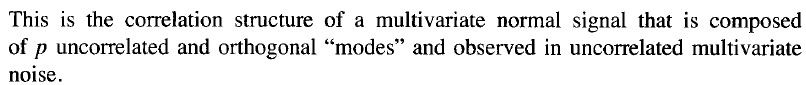 This is the correlation structure of a multivariate normal signal that is composed
of p uncorrelated and orthogonal “modes” and observed in uncorrelated multivariate
noise.